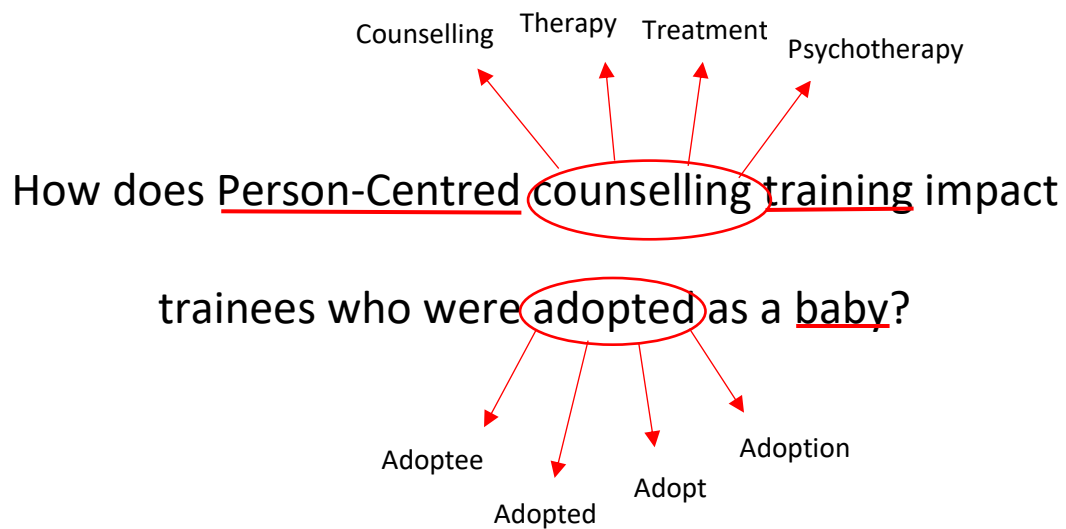 Counselling Therapy Treatment Psychotherapy
How does Person-Centred counselling training impact
trainees who were adopted as a baby?
Adoptee Adopted Adopt Adoption